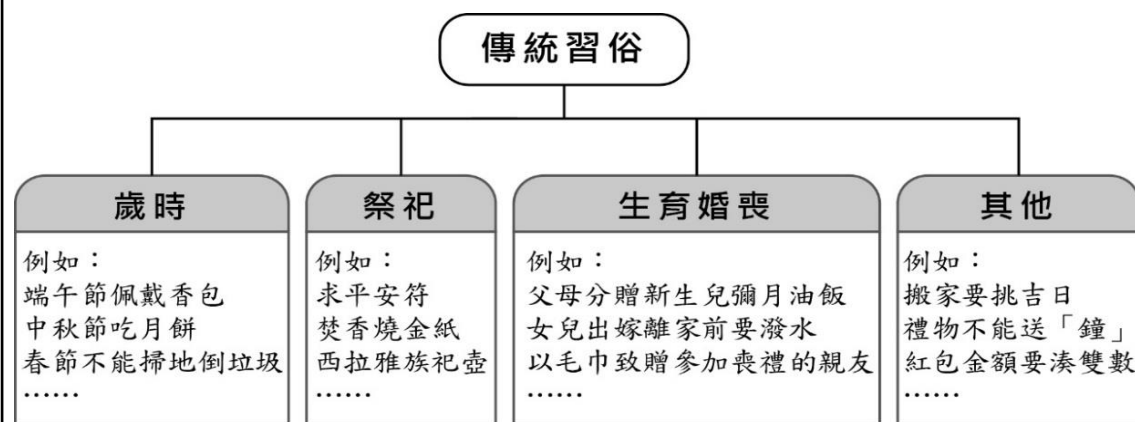 傳統習俗
歲時
例如：
端午節佩戴香包
中秋節吃月餅
春節不能掃地倒垃圾
……
祭祀
例如：
求平安符
焚香燒金紙
西拉雅族祀壺
……
生育婚喪
例如：
父母分贈新生兒彌月油飯
女兒出嫁離家前要潑水
以毛巾致贈參加喪禮的親友
……
其他
例如：
搬家要挑吉日
禮物不能送「鐘」
紅包金額要湊雙數
……